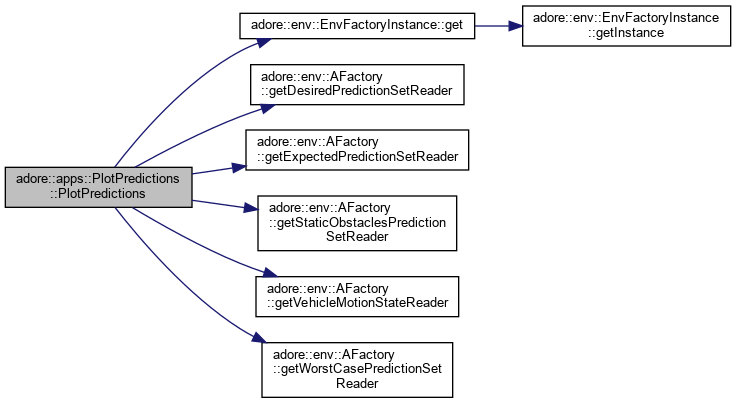 adore::env::EnvFactoryInstance::get
adore::env::EnvFactoryInstance
::getInstance
adore::env::AFactory
::getDesiredPredictionSetReader
adore::env::AFactory
::getExpectedPredictionSetReader
adore::apps::PlotPredictions
::PlotPredictions
adore::env::AFactory
::getStaticObstaclesPrediction
SetReader
adore::env::AFactory
::getVehicleMotionStateReader
adore::env::AFactory
::getWorstCasePredictionSet
Reader